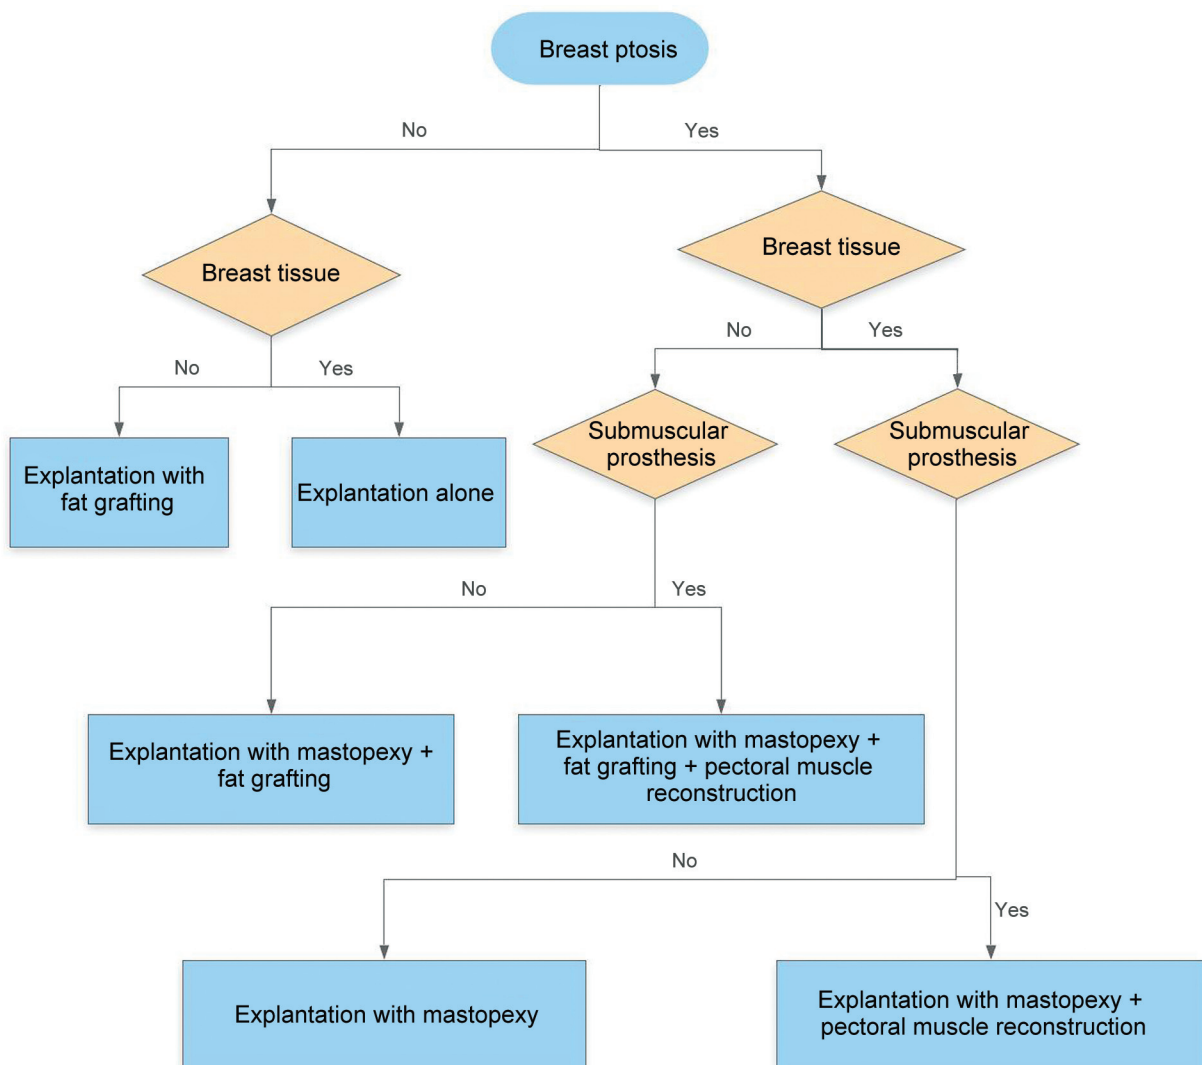 Breast ptosis
No
Yes
Breast tissue
Breast tissue
No
Yes
No
Yes
Explantation with
fat grafting
Explantation alone
Submuscular
prosthesis
Submuscular
prosthesis
No
Yes
Explantation with mastopexy +
fat grafting
Explantation with mastopexy +
fat grafting + pectoral muscle
reconstruction
No
Yes
Explantation with mastopexy
Explantation with mastopexy +
pectoral muscle reconstruction